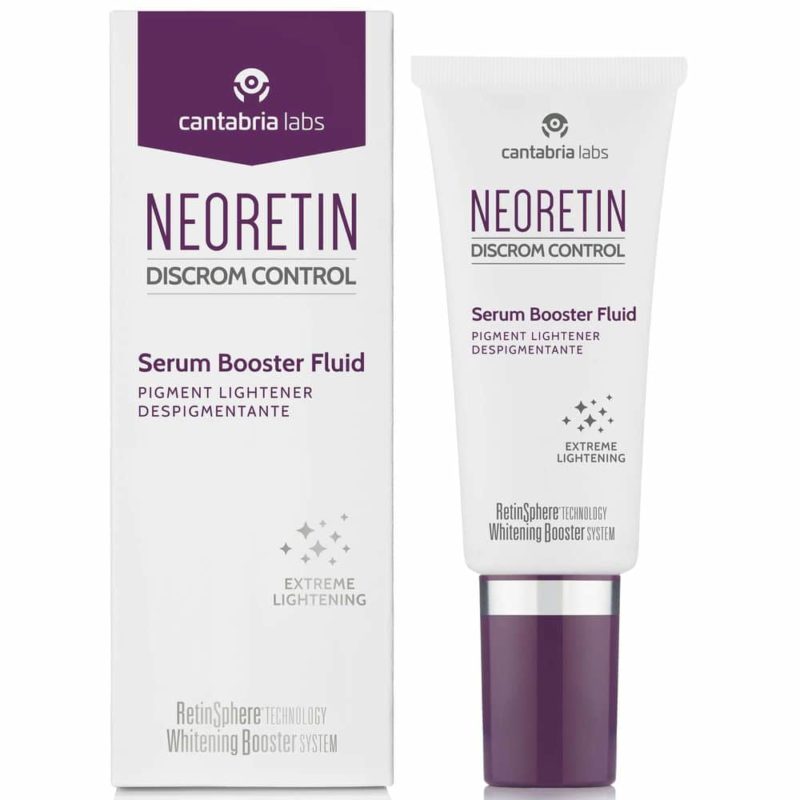 cantabria labs
NEORETIN
DISCROM CONTROL
Serum Booster Fluid
PIGMENT LIGHTENER
DESPIGMENTANTE
EXTREME
LIGHTENING
RetinSphere® TECHNOLOGY
Whitening Booster SYSTEM
cantabria labs
NEORETIN
DISCROM CONTROL
Serum Booster Fluid
PIGMENT LIGHTENER
DESPIGMENTANTE
EXTREME
LIGHTENING
RetinSphere® TECHNOLOGY
Whitening Booster SYSTEM